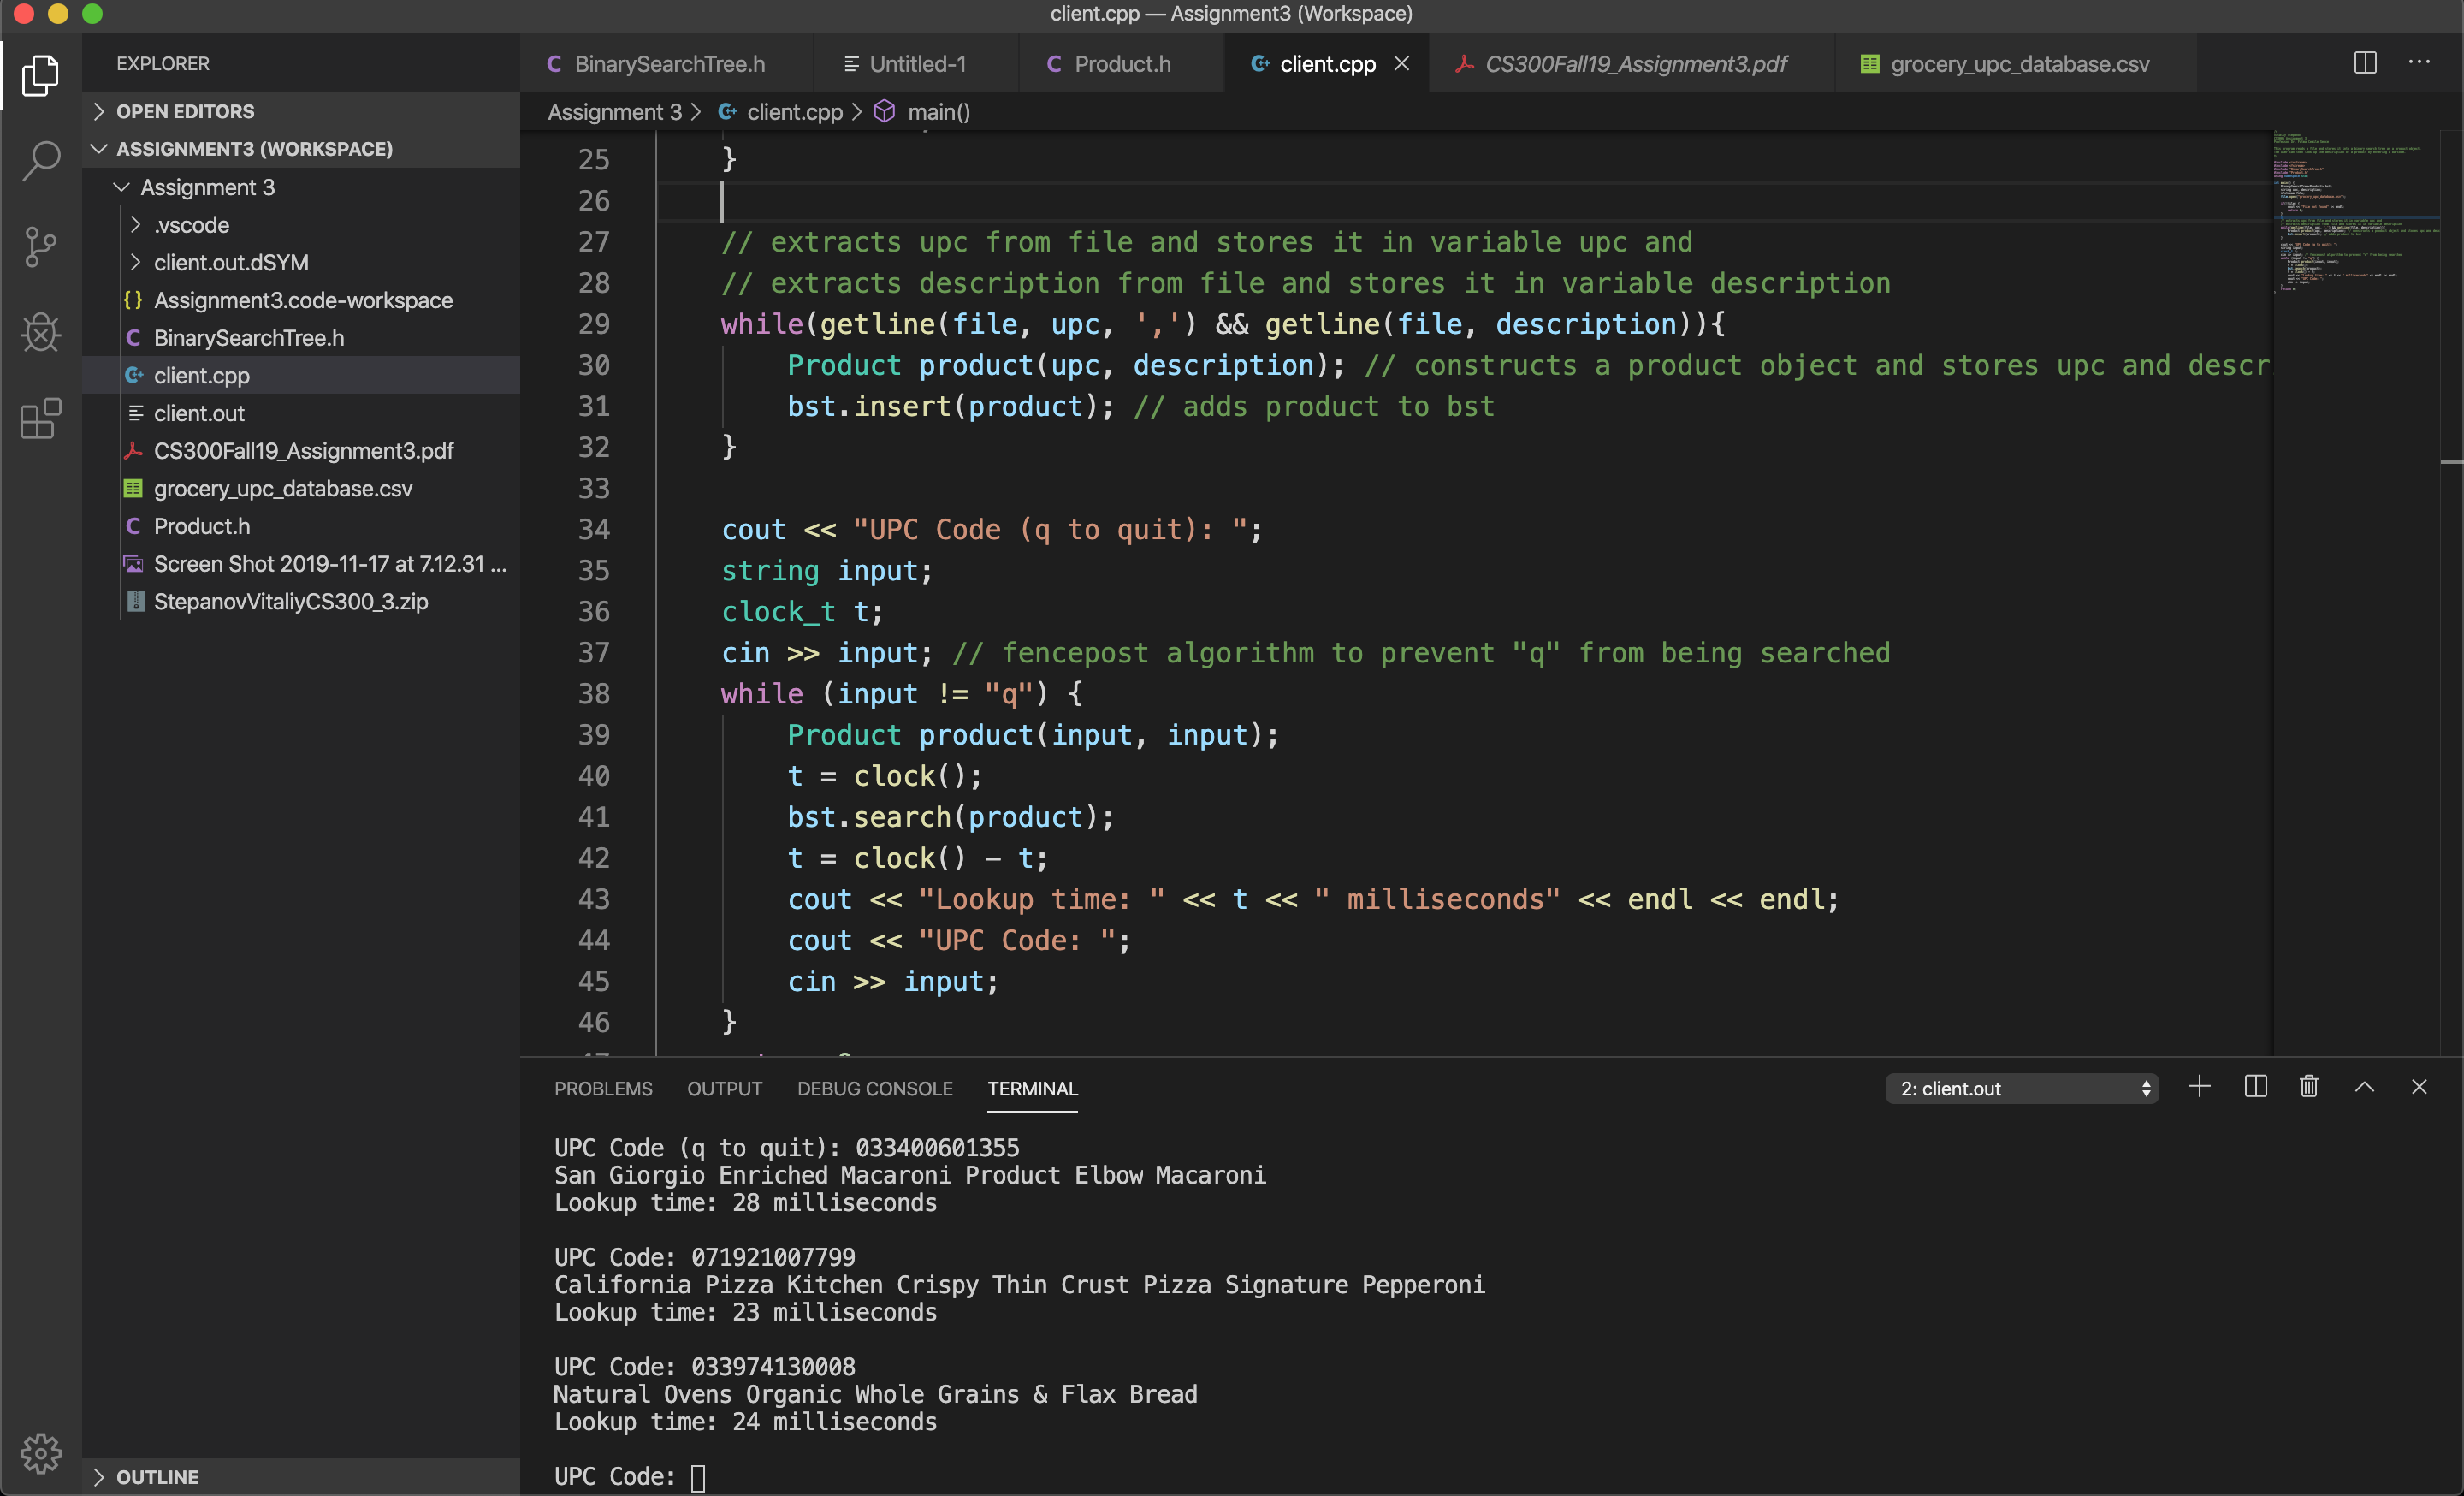 client.cpp — Assignment3 (Workspace)
EXPLORER
OPEN EDITORS
ASSIGNMENT3 (WORKSPACE)
Assignment 3
.vscode
client.out.dSYM
Assignment3.code-workspace
BinarySearchTree.h
client.cpp
client.out
CS300Fall19_Assignment3.pdf
grocery_upc_database.csv
Product.h
Screen Shot 2019-11-17 at 7.12.31 ...
StepanovVitaliyCS300_3.zip
OUTLINE
BinarySearchTree.h Untitled-1 Product.h client.cpp CS300Fall19_Assignment3.pdf grocery_upc_database.csv
Assignment 3 > client.cpp > main()
25 }
26
27 // extracts upc from file and stores it in variable upc and
28 // extracts description from file and stores it in variable description
29 while(getline(file, upc, ',') && getline(file, description)){
30 Product product(upc, description); // constructs a product object and stores upc and descr
31 bst.insert(product); // adds product to bst
32 }
33
34 cout << "UPC Code (q to quit): ";
35 string input;
36 clock_t t;
37 cin >> input; // fencepost algorithm to prevent "q" from being searched
38 while (input != "q") {
39 Product product(input, input);
40 t = clock();
41 bst.search(product);
42 t = clock() - t;
43 cout << "Lookup time: " << t << " milliseconds" << endl << endl;
44 cout << "UPC Code: ";
45 cin >> input;
46 }
PROBLEMS OUTPUT DEBUG CONSOLE TERMINAL 2: client.out
UPC Code (q to quit): 033400601355
San Giorgio Enriched Macaroni Product Elbow Macaroni
Lookup time: 28 milliseconds
UPC Code: 071921007799
California Pizza Kitchen Crispy Thin Crust Pizza Signature Pepperoni
Lookup time: 23 milliseconds
UPC Code: 033974130008
Natural Ovens Organic Whole Grains & Flax Bread
Lookup time: 24 milliseconds
UPC Code: